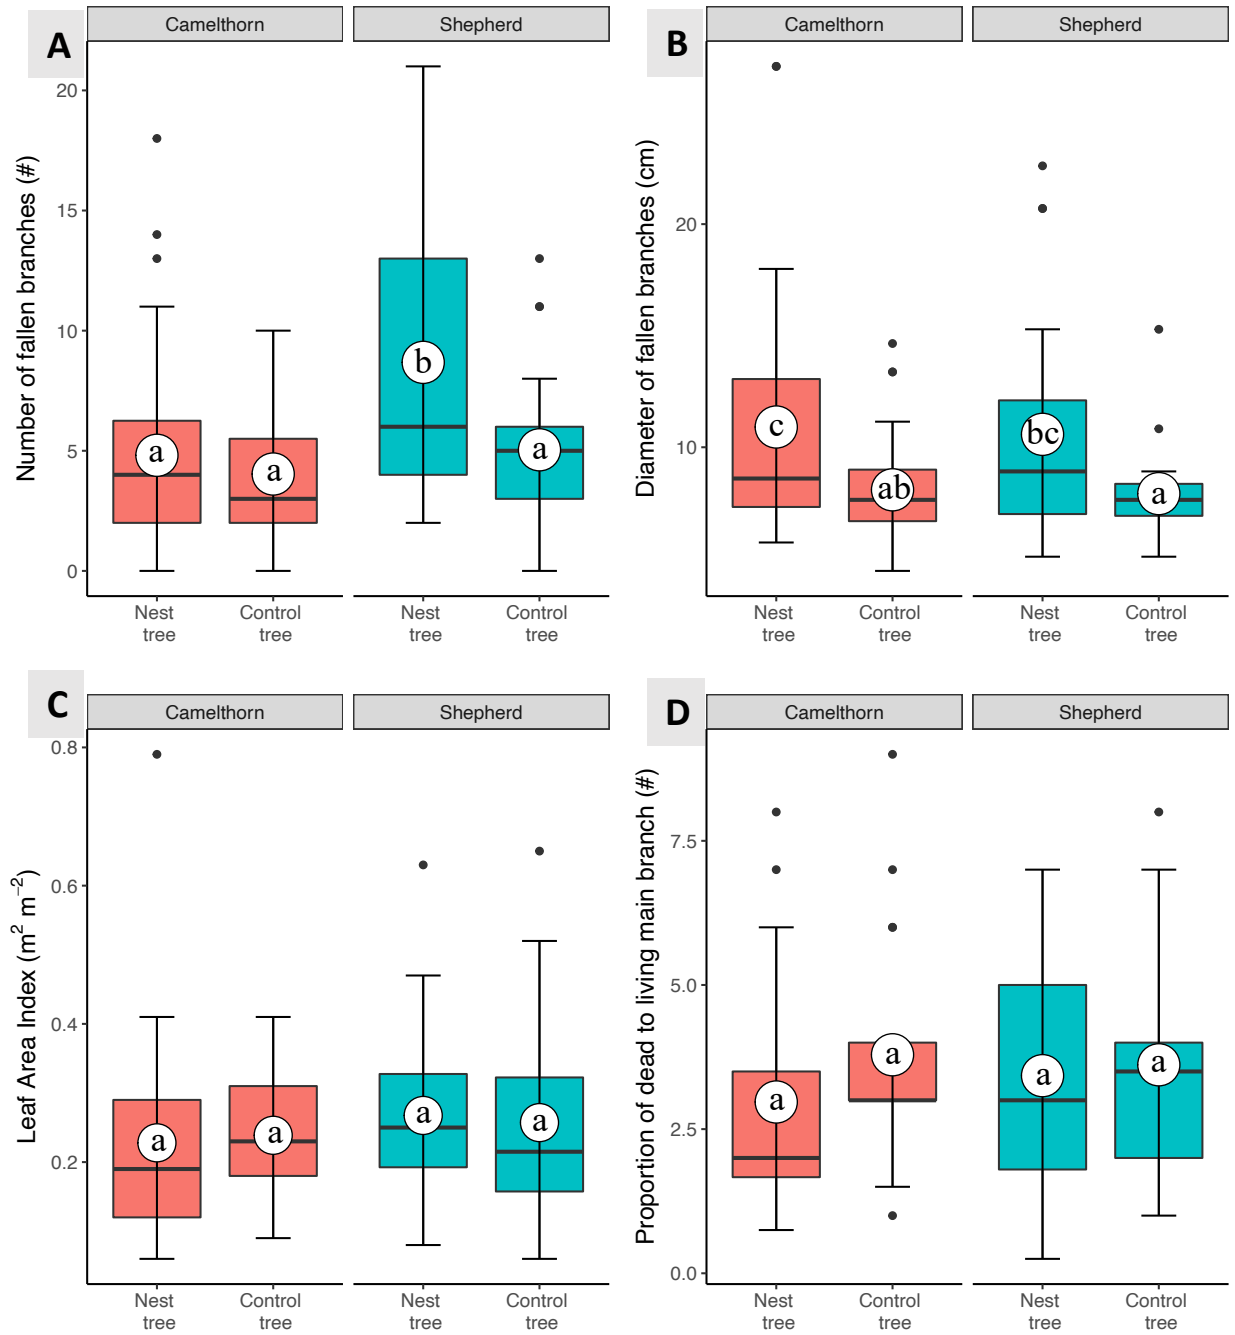 A
Camelthorn
Shepherd
Number of fallen branches (#)
20
15
10
5
0
a
a
b
a
Nest tree
Control tree
Nest tree
Control tree
B
Camelthorn
Shepherd
Diameter of fallen branches (cm)
20
10
c
ab
bc
a
Nest tree
Control tree
Nest tree
Control tree
C
Camelthorn
Shepherd
Leaf Area Index (m² m⁻²)
0.8
0.6
0.4
0.2
a
a
a
a
Nest tree
Control tree
Nest tree
Control tree
D
Camelthorn
Shepherd
Proportion of dead to living main branch (#)
7.5
5.0
2.5
0.0
a
a
a
a
Nest tree
Control tree
Nest tree
Control tree